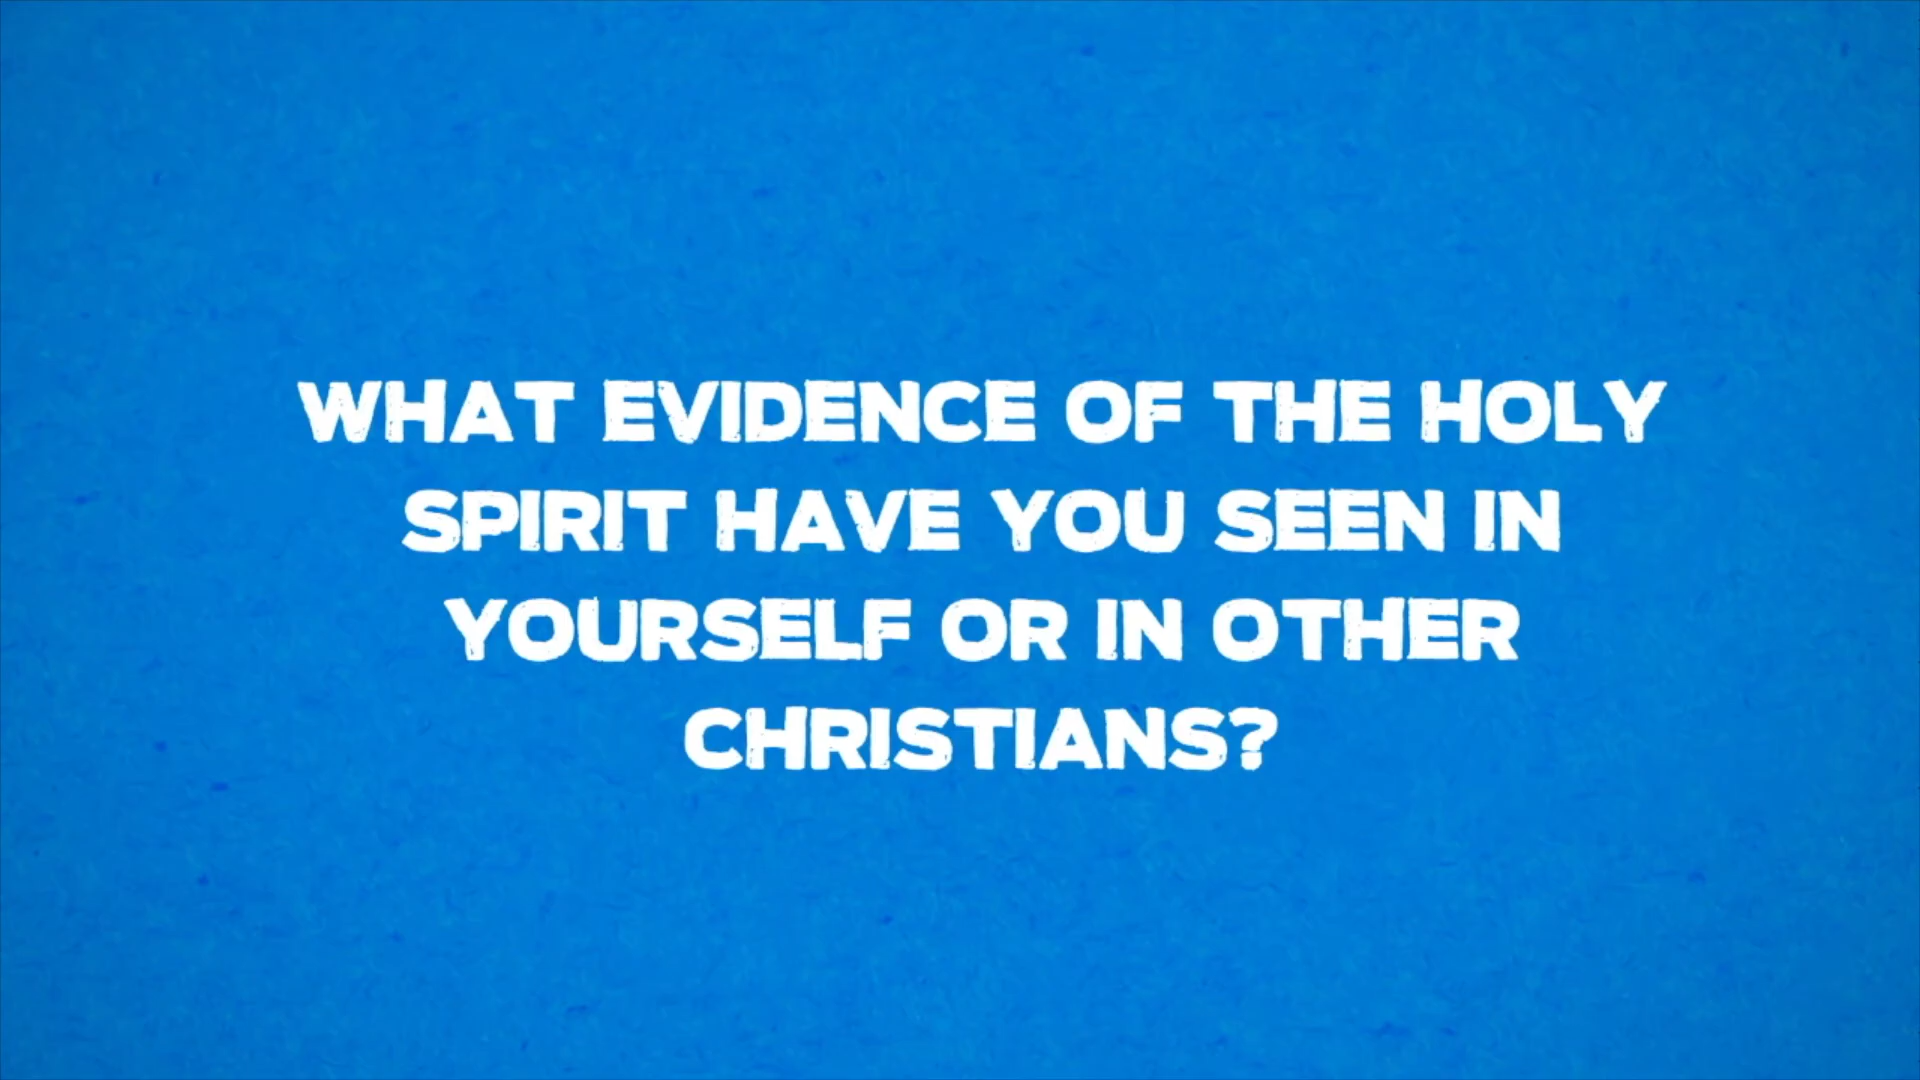 WHAT EVIDENCE OF THE HOLY
SPIRIT HAVE YOU SEEN IN
YOURSELF OR IN OTHER
CHRISTIANS?